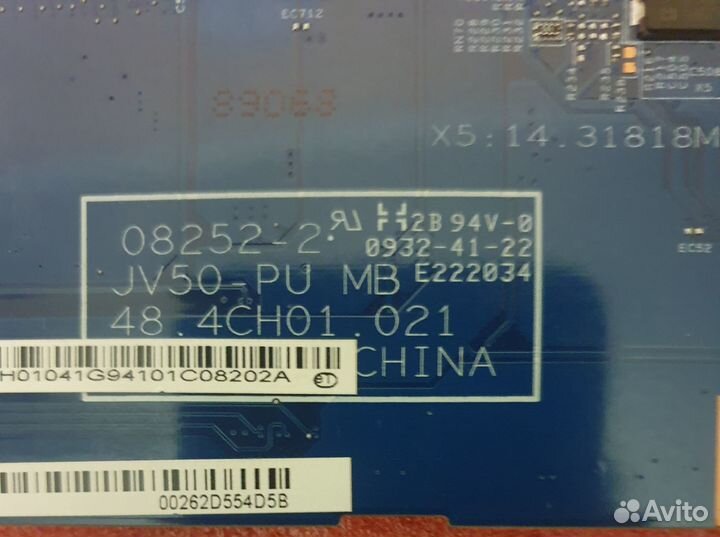 EC712
89068
X5:14.31818M
EC52
08252-2
2B 94V-0
0932-41-22
JV50-PU MB
E222034
48.4CH01.021
CHINA
H01041G94101C08202A
00262D554D5B
Avito